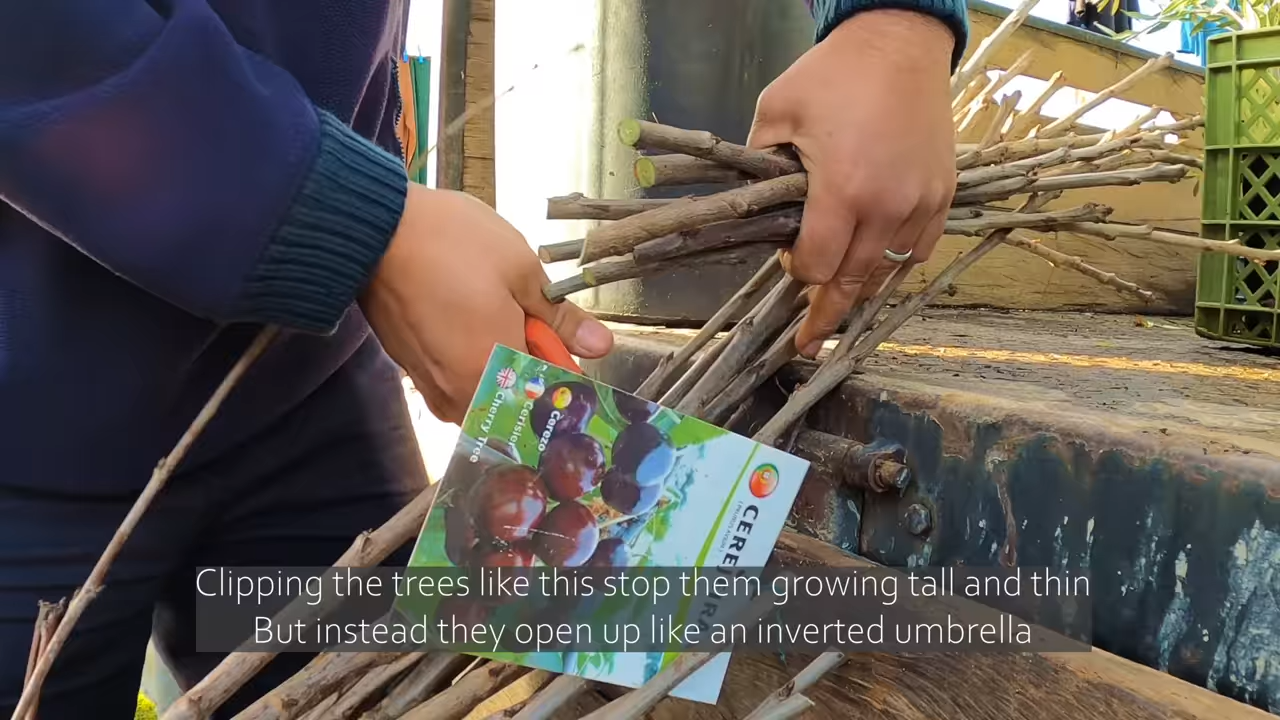 Cherry Tree
Cerisier
Cerezo
CEREJEIRA
Clipping the trees like this stop them growing tall and thin
But instead they open up like an inverted umbrella